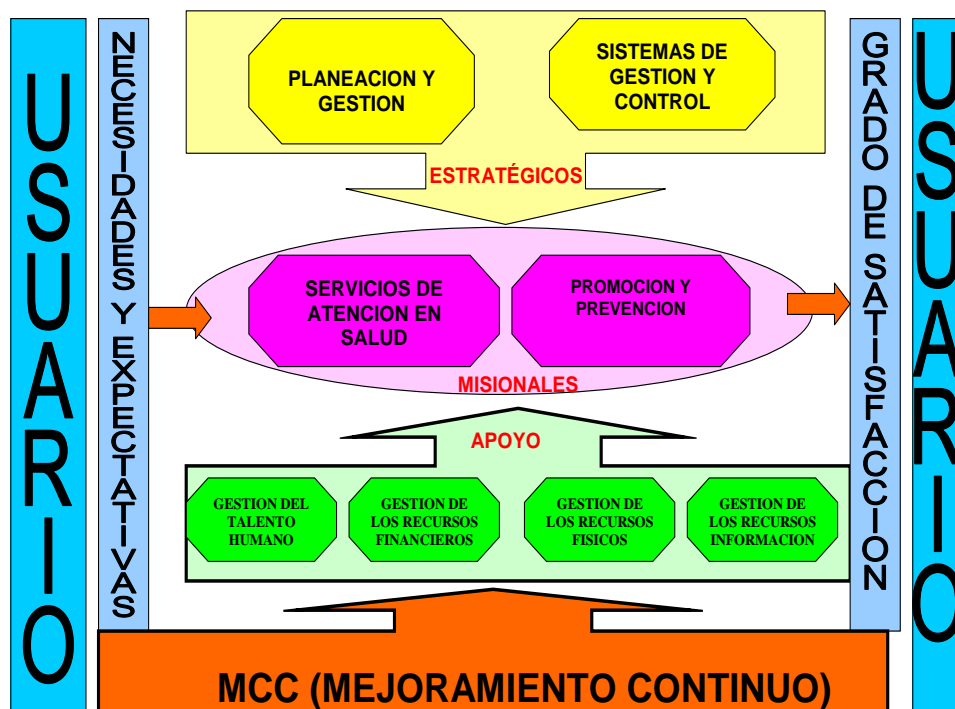 USUARIO
NECESIDADES Y EXPECTATIVAS
PLANEACION Y
GESTION
SISTEMAS DE
GESTION Y
CONTROL
ESTRATÉGICOS
SERVICIOS DE
ATENCION EN
SALUD
PROMOCION Y
PREVENCION
MISIONALES
APOYO
GESTION DEL
TALENTO
HUMANO
GESTION DE
LOS RECURSOS
FINANCIEROS
GESTION DE
LOS RECURSOS
FISICOS
GESTION DE
LOS RECURSOS
INFORMACION
MCC (MEJORAMIENTO CONTINUO)
GRADO DE SATISFACCION
USUARIO